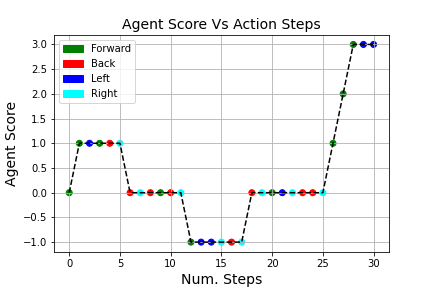 Agent Score Vs Action Steps
Agent Score
3.0
2.5
2.0
1.5
1.0
0.5
0.0
−0.5
−1.0
Forward
Back
Left
Right
0 5 10 15 20 25 30
Num. Steps